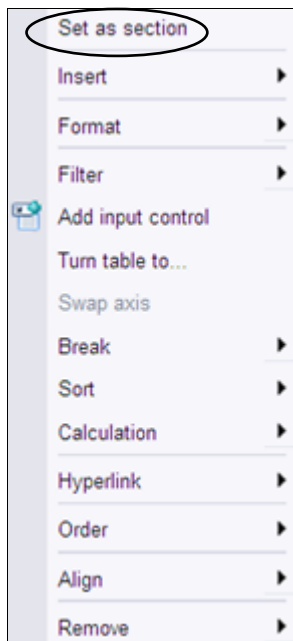 Set as section
Insert
Format
Filter
Add input control
Turn table to...
Swap axis
Break
Sort
Calculation
Hyperlink
Order
Align
Remove